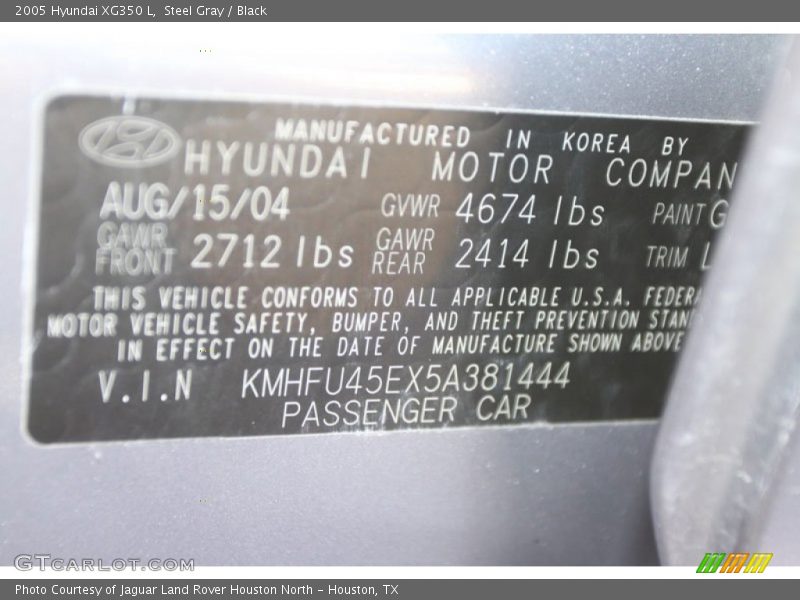 2005 Hyundai XG350 L, Steel Gray / Black
MANUFACTURED IN KOREA BY
HYUNDAI MOTOR COMPAN
AUG/15/04 GVWR 4674 lbs PAINT G
GAWR FRONT 2712 lbs GAWR REAR 2414 lbs TRIM L
THIS VEHICLE CONFORMS TO ALL APPLICABLE U.S.A. FEDERA
MOTOR VEHICLE SAFETY, BUMPER, AND THEFT PREVENTION STAN
IN EFFECT ON THE DATE OF MANUFACTURE SHOWN ABOVE
V.I.N KMHFU45EX5A381444
PASSENGER CAR
GTcarlot.com
Photo Courtesy of Jaguar Land Rover Houston North - Houston, TX